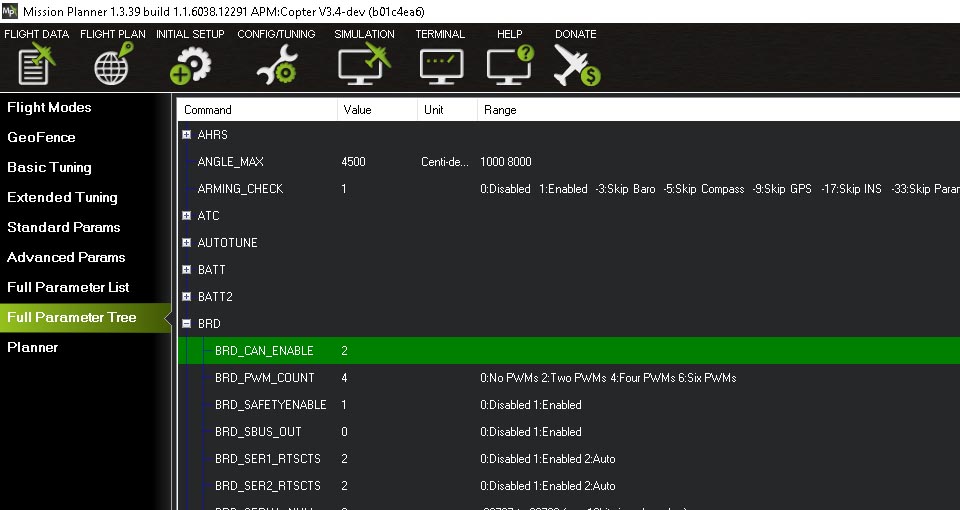 Mission Planner 1.3.39 build 1.1.6038.12291 APM:Copter V3.4-dev (b01c4ea6)
FLIGHT DATA FLIGHT PLAN INITIAL SETUP CONFIG/TUNING SIMULATION TERMINAL HELP DONATE
Flight Modes
GeoFence
Basic Tuning
Extended Tuning
Standard Params
Advanced Params
Full Parameter List
Full Parameter Tree
Planner
Command Value Unit Range
AHRS
ANGLE_MAX 4500 Centi-de... 1000 8000
ARMING_CHECK 1 0:Disabled 1:Enabled -3:Skip Baro -5:Skip Compass -9:Skip GPS -17:Skip INS -33:Skip Param
ATC
AUTOTUNE
BATT
BATT2
BRD
BRD_CAN_ENABLE 2
BRD_PWM_COUNT 4 0:No PWMs 2:Two PWMs 4:Four PWMs 6:Six PWMs
BRD_SAFETYENABLE 1 0:Disabled 1:Enabled
BRD_SBUS_OUT 0 0:Disabled 1:Enabled
BRD_SER1_RTSCTS 2 0:Disabled 1:Enabled 2:Auto
BRD_SER2_RTSCTS 2 0:Disabled 1:Enabled 2:Auto